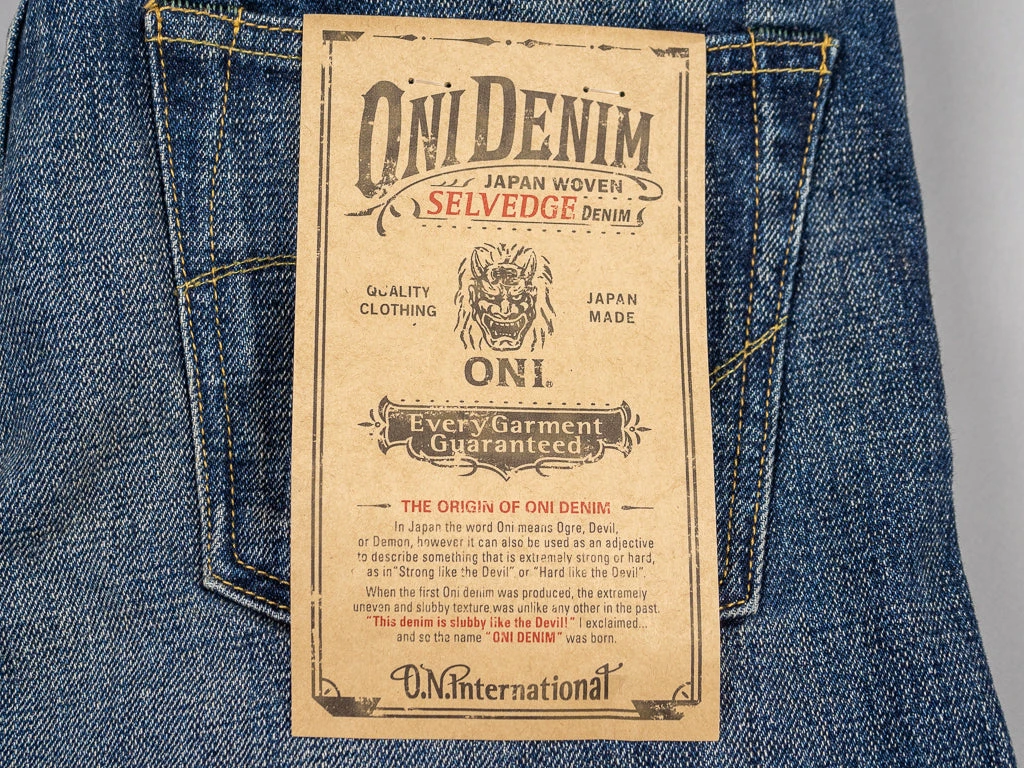 ONI DENIM
JAPAN WOVEN
SELVEDGE DENIM
QUALITY
CLOTHING
JAPAN
MADE
ONI®
Every Garment
Guaranteed
THE ORIGIN OF ONI DENIM
In Japan the word Oni means Ogre, Devil,
or Demon, however it can also be used as an adjective
to describe something that is extremely strong or hard,
as in "Strong like the Devil" or "Hard like the Devil".
When the first Oni denim was produced, the extremely
uneven and slubby texture was unlike any other in the past.
"This denim is slubby like the Devil!" I exclaimed...
and so the name "ONI DENIM" was born.
O.N.International